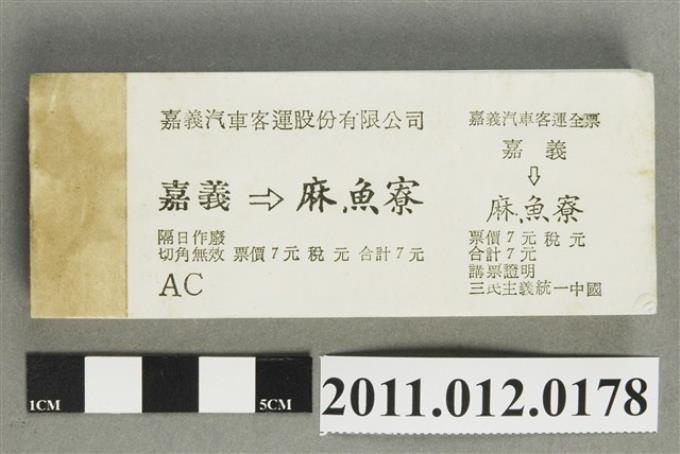 嘉義汽車客運股份有限公司
嘉義⇨麻魚寮
隔日作廢
切角無效 票價7元 稅 元 合計7元
AC
嘉義汽車客運全票
嘉義
⇩
麻魚寮
票價7元 稅 元
合計7元
講票證明
三民主義統一中國
1CM
5CM
2011.012.0178